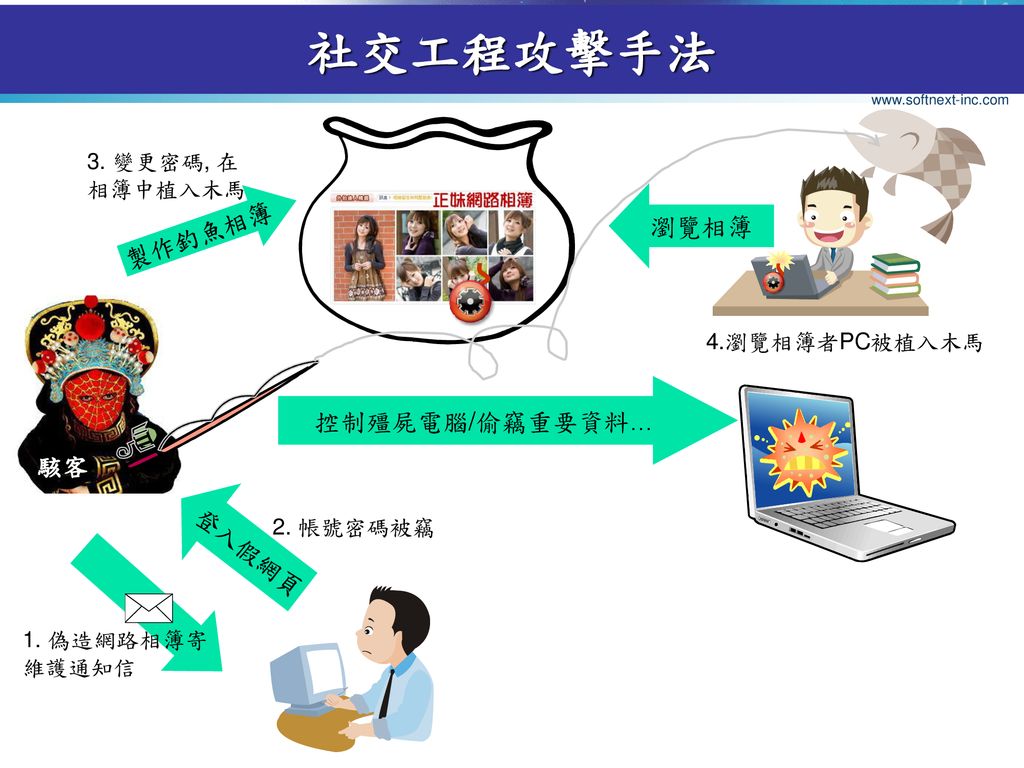 社交工程攻擊手法
www.softnext-inc.com
3. 變更密碼, 在
相簿中植入木馬
製作釣魚相簿
正妹網路相簿
瀏覽相簿
4.瀏覽相簿者PC被植入木馬
控制殭屍電腦/偷竊重要資料...
駭客
登入假網頁
2. 帳號密碼被竊
1. 偽造網路相簿寄
維護通知信